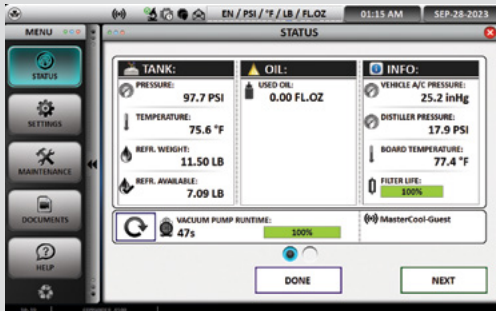 EN / PSI / °F / LB / FL.OZ
01:15 AM
SEP-28-2023
MENU
STATUS
STATUS
SETTINGS
MAINTENANCE
DOCUMENTS
HELP
TANK:
PRESSURE:
97.7 PSI
TEMPERATURE:
75.6 °F
REFR. WEIGHT:
11.50 LB
REFR. AVAILABLE:
7.09 LB
OIL:
USED OIL:
0.00 FL.OZ
INFO:
VEHICLE A/C PRESSURE:
25.2 inHg
DISTILLER PRESSURE:
17.9 PSI
BOARD TEMPERATURE:
77.4 °F
FILTER LIFE:
100%
VACUUM PUMP RUNTIME:
47s
100%
MasterCool-Guest
DONE
NEXT